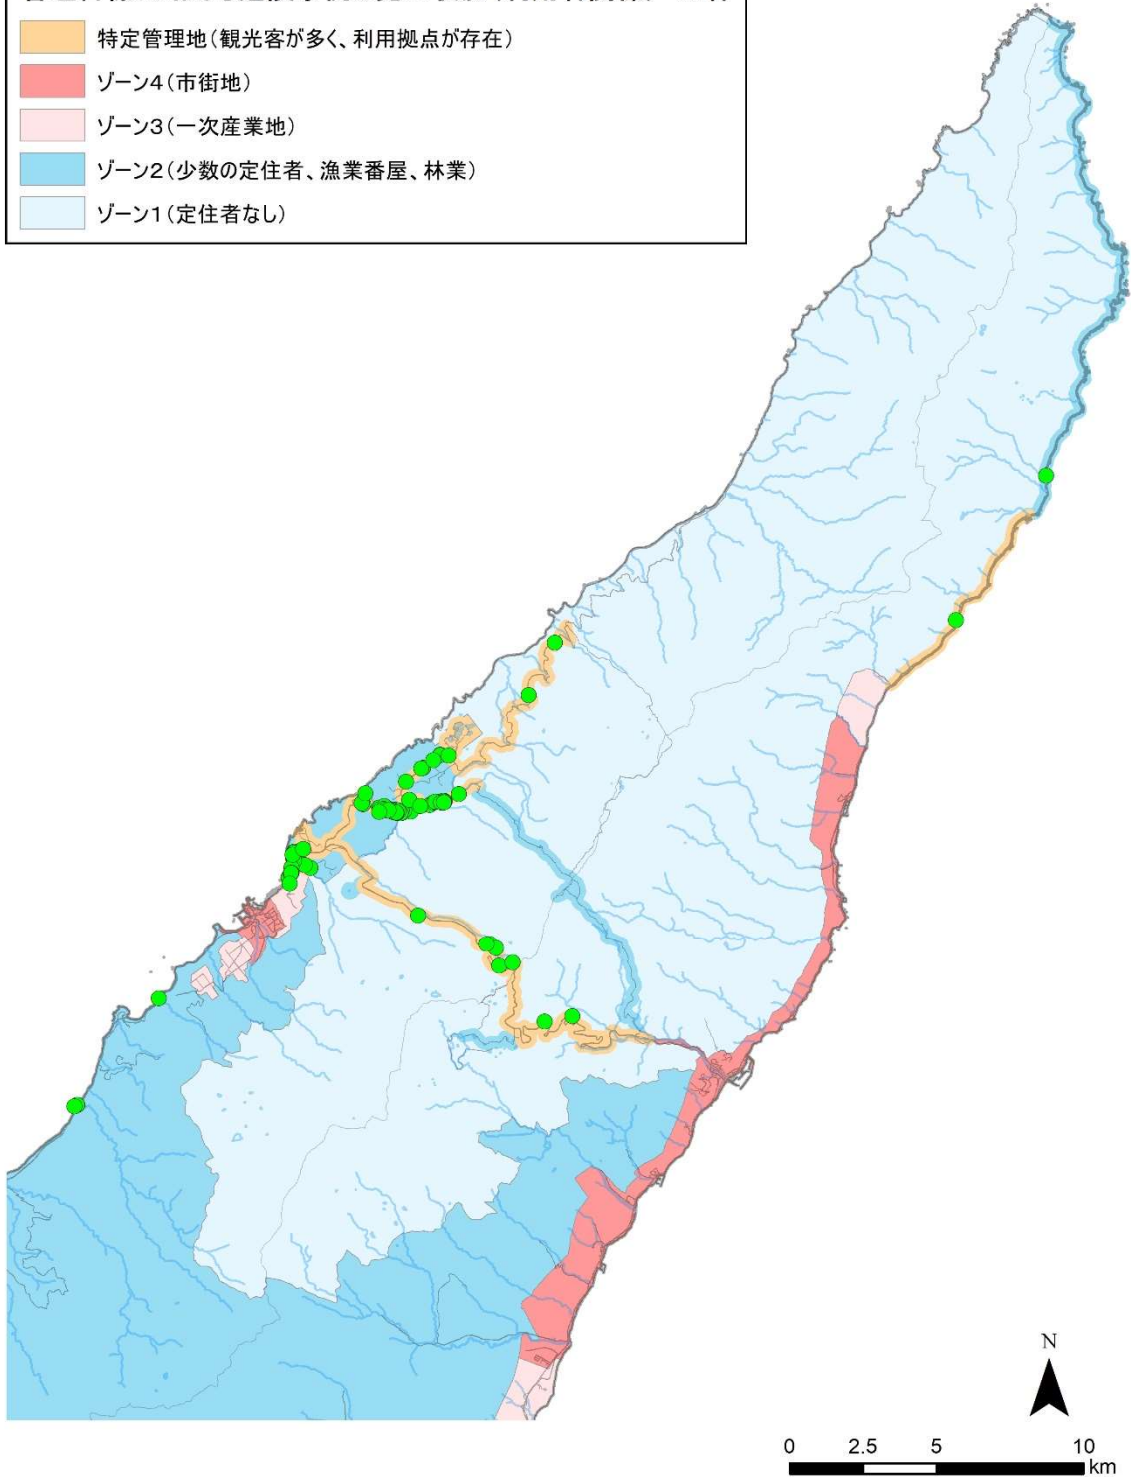 特定管理地(観光客が多く、利用拠点が存在)
ゾーン4(市街地)
ゾーン3(一次産業地)
ゾーン2(少数の定住者、漁業番屋、林業)
ゾーン1(定住者なし)
N
0 2.5 5 10
km